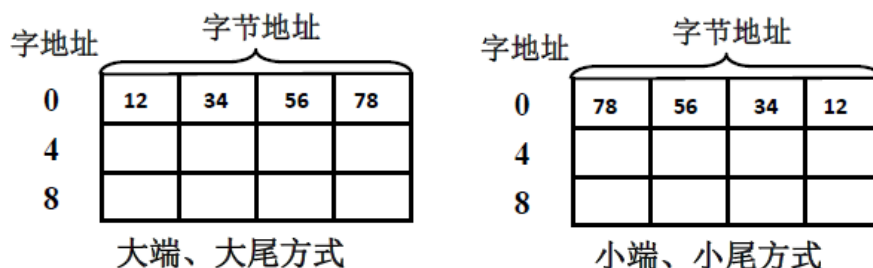 字节地址
字地址
0 12 34 56 78
4
8
大端、大尾方式
字节地址
字地址
0 78 56 34 12
4
8
小端、小尾方式